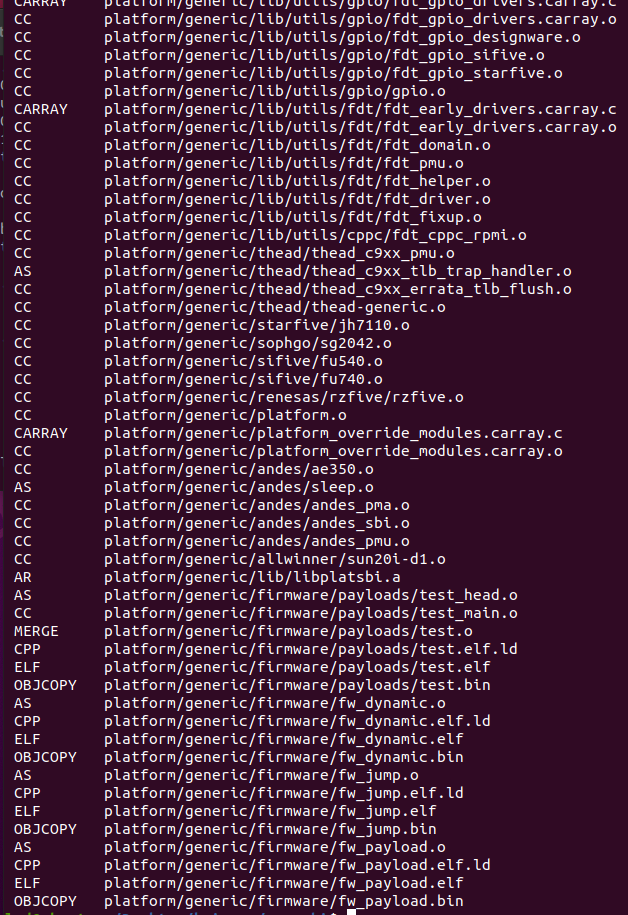 CARRAY platform/generic/lib/utils/gpio/fdt_gpio_drivers.carray.c
CC platform/generic/lib/utils/gpio/fdt_gpio_drivers.carray.o
CC platform/generic/lib/utils/gpio/fdt_gpio_designware.o
CC platform/generic/lib/utils/gpio/fdt_gpio_sifive.o
CC platform/generic/lib/utils/gpio/fdt_gpio_starfive.o
CC platform/generic/lib/utils/gpio/gpio.o
CARRAY platform/generic/lib/utils/fdt/fdt_early_drivers.carray.c
CC platform/generic/lib/utils/fdt/fdt_early_drivers.carray.o
CC platform/generic/lib/utils/fdt/fdt_domain.o
CC platform/generic/lib/utils/fdt/fdt_pmu.o
CC platform/generic/lib/utils/fdt/fdt_helper.o
CC platform/generic/lib/utils/fdt/fdt_driver.o
CC platform/generic/lib/utils/fdt/fdt_fixup.o
CC platform/generic/lib/utils/cppc/fdt_cppc_rpmi.o
CC platform/generic/thead/thead_c9xx_pmu.o
AS platform/generic/thead/thead_c9xx_tlb_trap_handler.o
CC platform/generic/thead/thead_c9xx_errata_tlb_flush.o
CC platform/generic/thead/thead-generic.o
CC platform/generic/starfive/jh7110.o
CC platform/generic/sophgo/sg2042.o
CC platform/generic/sifive/fu540.o
CC platform/generic/sifive/fu740.o
CC platform/generic/renesas/rzfive/rzfive.o
CC platform/generic/platform.o
CARRAY platform/generic/platform_override_modules.carray.c
CC platform/generic/platform_override_modules.carray.o
CC platform/generic/andes/ae350.o
AS platform/generic/andes/sleep.o
CC platform/generic/andes/andes_pma.o
CC platform/generic/andes/andes_sbi.o
CC platform/generic/andes/andes_pmu.o
CC platform/generic/allwinner/sun20i-d1.o
AR platform/generic/lib/libplatsbi.a
AS platform/generic/firmware/payloads/test_head.o
CC platform/generic/firmware/payloads/test_main.o
MERGE platform/generic/firmware/payloads/test.o
CPP platform/generic/firmware/payloads/test.elf.ld
ELF platform/generic/firmware/payloads/test.elf
OBJCOPY platform/generic/firmware/payloads/test.bin
AS platform/generic/firmware/fw_dynamic.o
CPP platform/generic/firmware/fw_dynamic.elf.ld
ELF platform/generic/firmware/fw_dynamic.elf
OBJCOPY platform/generic/firmware/fw_dynamic.bin
AS platform/generic/firmware/fw_jump.o
CPP platform/generic/firmware/fw_jump.elf.ld
ELF platform/generic/firmware/fw_jump.elf
OBJCOPY platform/generic/firmware/fw_jump.bin
AS platform/generic/firmware/fw_payload.o
CPP platform/generic/firmware/fw_payload.elf.ld
ELF platform/generic/firmware/fw_payload.elf
OBJCOPY platform/generic/firmware/fw_payload.bin